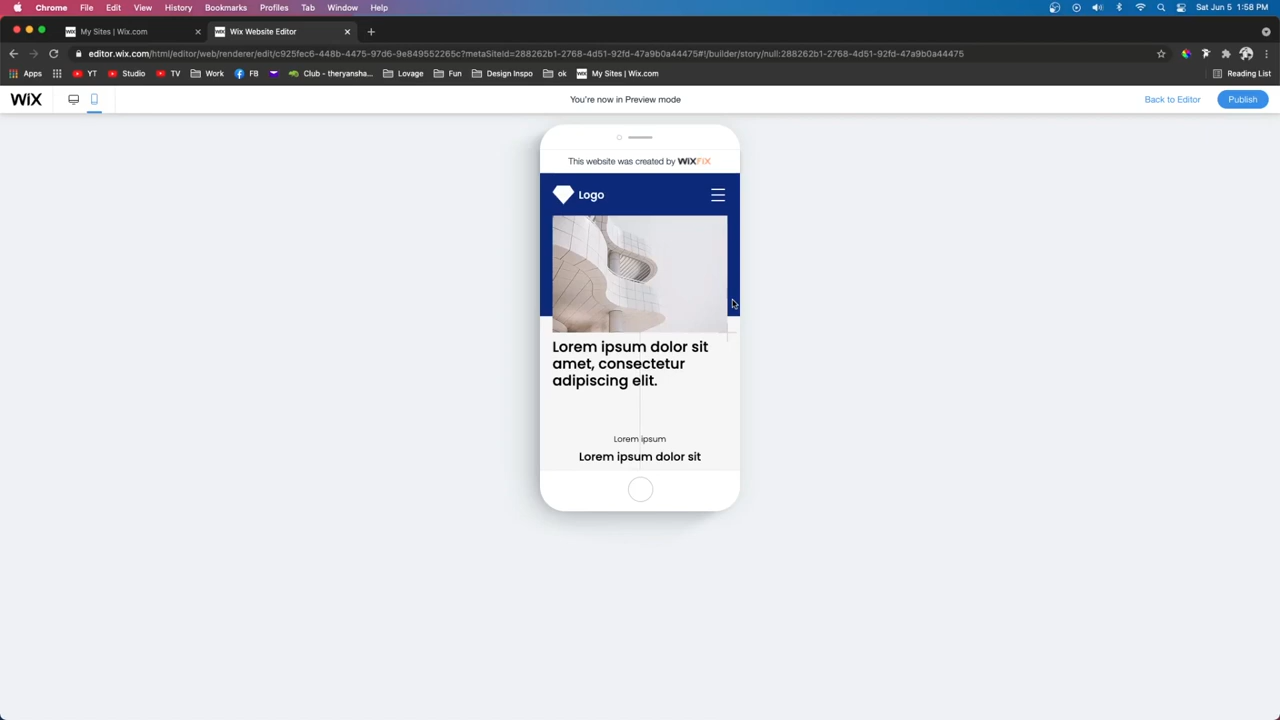 Chrome File Edit View History Bookmarks Profiles Tab Window Help Sat Jun 5 1:58 PM
WiX My Sites | Wix.com × WiX Wix Website Editor × +
editor.wix.com/html/editor/web/renderer/edit/c925fec6-448b-4475-97d6-9e849552265c?metaSiteId=288262b1-2768-4d51-92fd-47a9b0a44475#!/builder/story/null:288262b1-2768-4d51-92fd-47a9b0a44475
Apps YT Studio TV Work FB Club - theryansha... Lovage Fun Design Inspo ok WiX My Sites | Wix.com Reading List
WiX You're now in Preview mode Back to Editor Publish
This website was created by WiXFiX
Logo
Lorem ipsum dolor sit
amet, consectetur
adipiscing elit.
Lorem ipsum
Lorem ipsum dolor sit